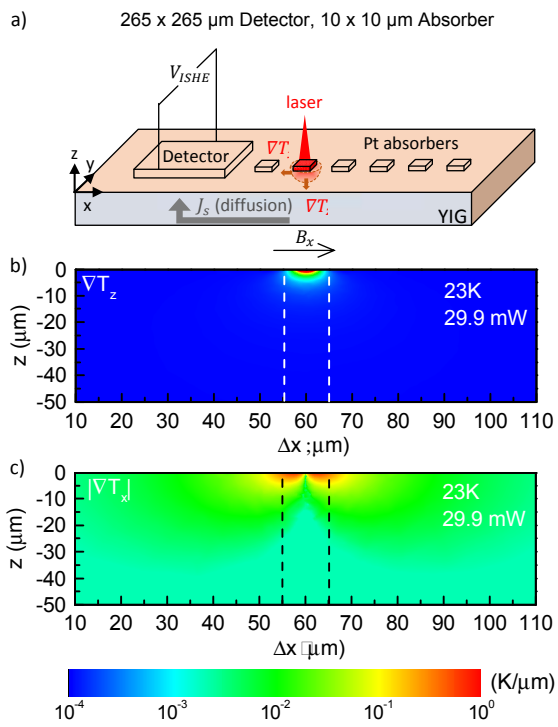 a) 265 x 265 µm Detector, 10 x 10 µm Absorber
V_ISHE
laser
Detector
∇T
Pt absorbers
z
y
x
J_s (diffusion)
∇T
YIG
B_x
b)
∇T_z
23K
29.9 mW
z (µm)
0
-10
-20
-30
-40
-50
10 20 30 40 50 60 70 80 90 100 110
Δx ;µm)
c)
|∇T_x|
23K
29.9 mW
z (µm)
0
-10
-20
-30
-40
-50
10 20 30 40 50 60 70 80 90 100 110
Δx µm)
(K/µm)
10⁻⁴ 10⁻³ 10⁻² 10⁻¹ 10⁰